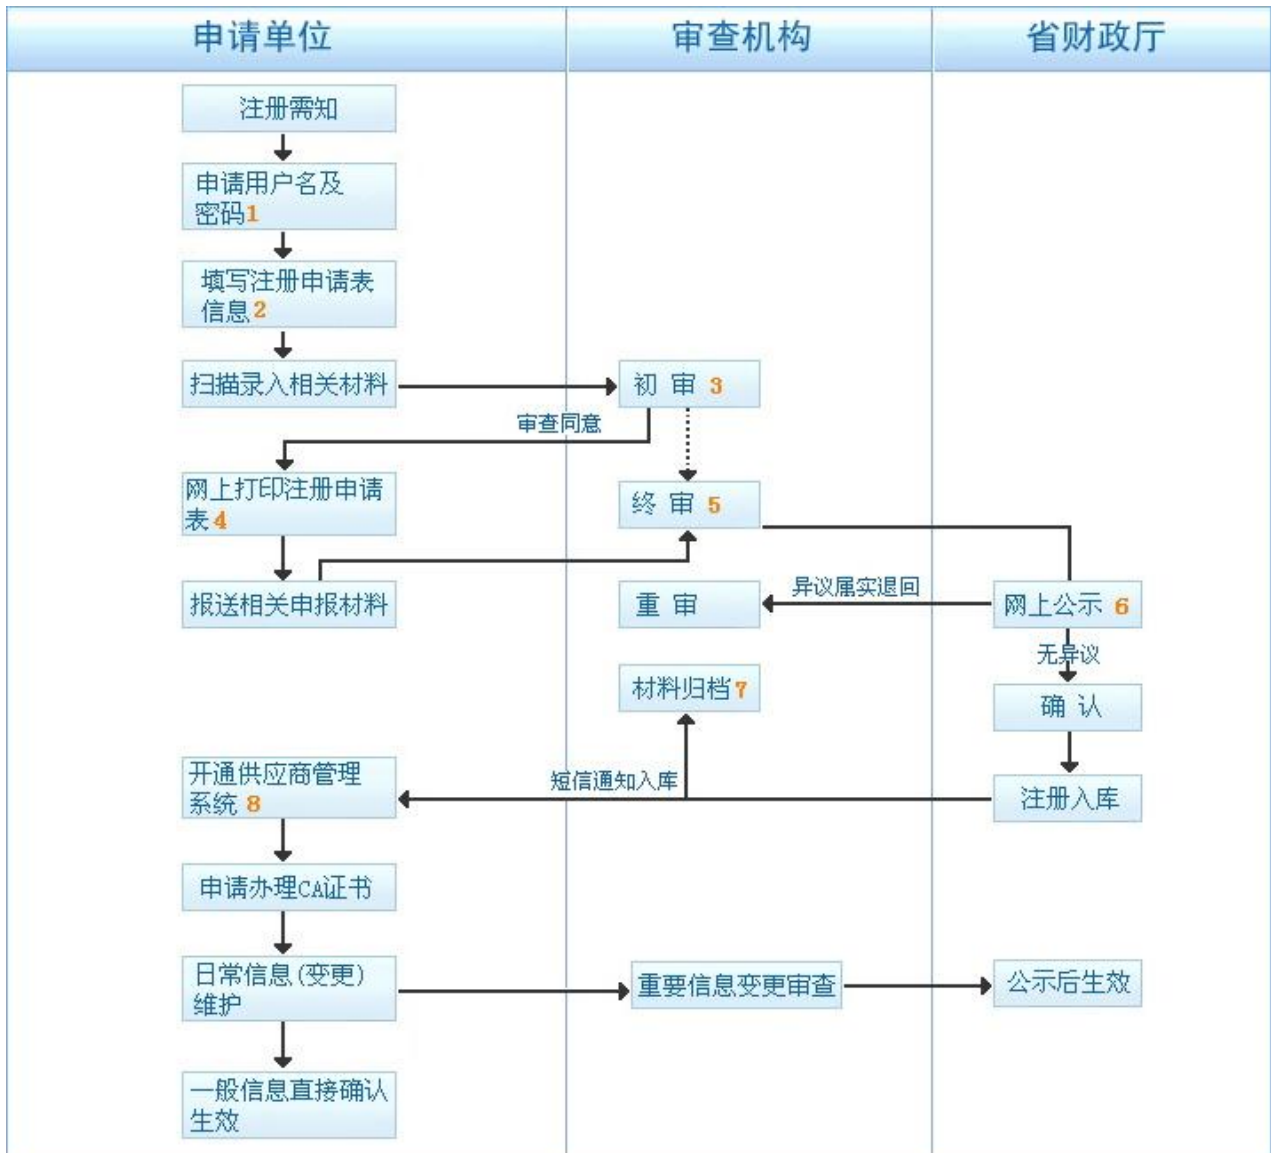 申请单位
审查机构
省财政厅
注册需知
申请用户名及
密码1
填写注册申请表
信息2
扫描录入相关材料
初 审 3
审查同意
网上打印注册申请
表4
终 审 5
报送相关申报材料
重 审
异议属实退回
网上公示 6
无异议
材料归档7
确 认
开通供应商管理
系统 8
短信通知入库
注册入库
申请办理CA证书
日常信息(变更)
维护
重要信息变更审查
公示后生效
一般信息直接确认
生效